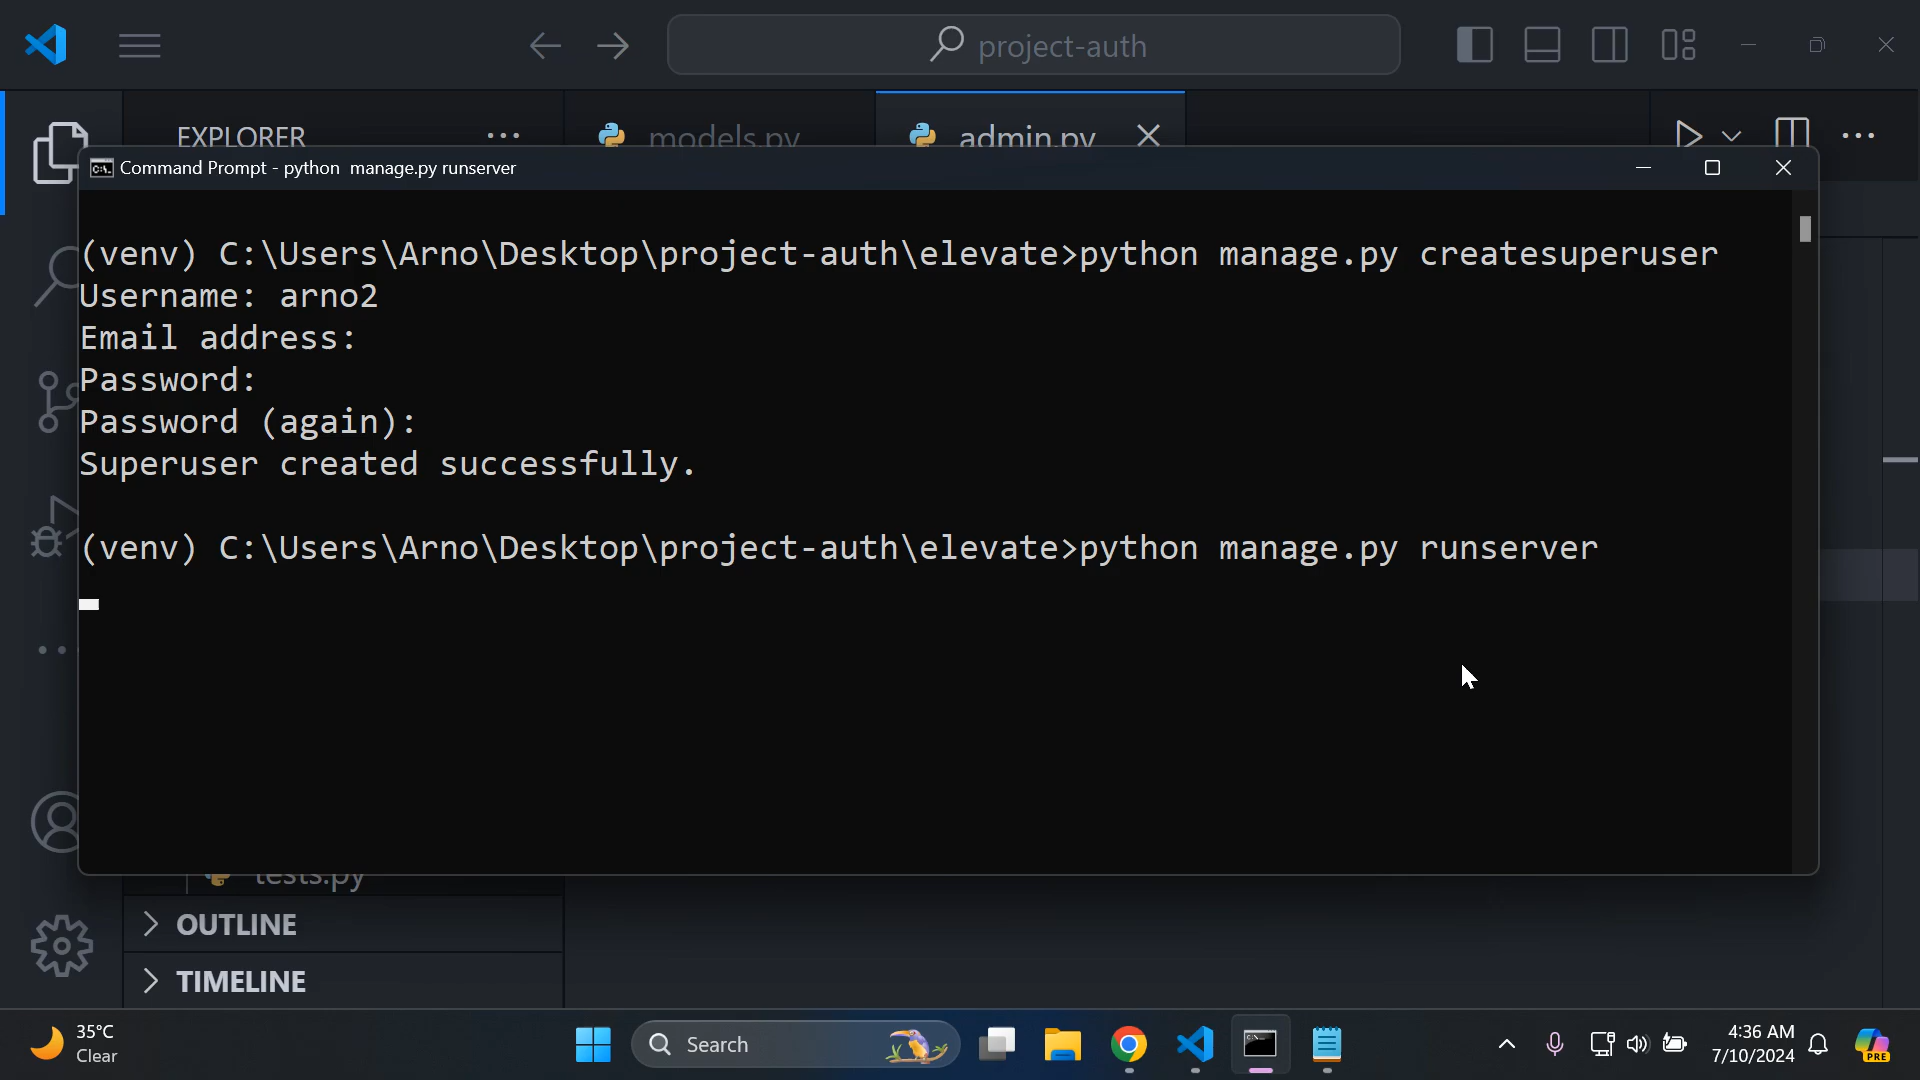 project-auth
EXPLORER
models.py
admin.py
Command Prompt - python  manage.py runserver
(venv) C:\Users\Arno\Desktop\project-auth\elevate>python manage.py createsuperuser
Username: arno2
Email address:
Password:
Password (again):
Superuser created successfully.
(venv) C:\Users\Arno\Desktop\project-auth\elevate>python manage.py runserver
tests.py
OUTLINE
TIMELINE
35°C
Clear
Search
4:36 AM
7/10/2024
PRE